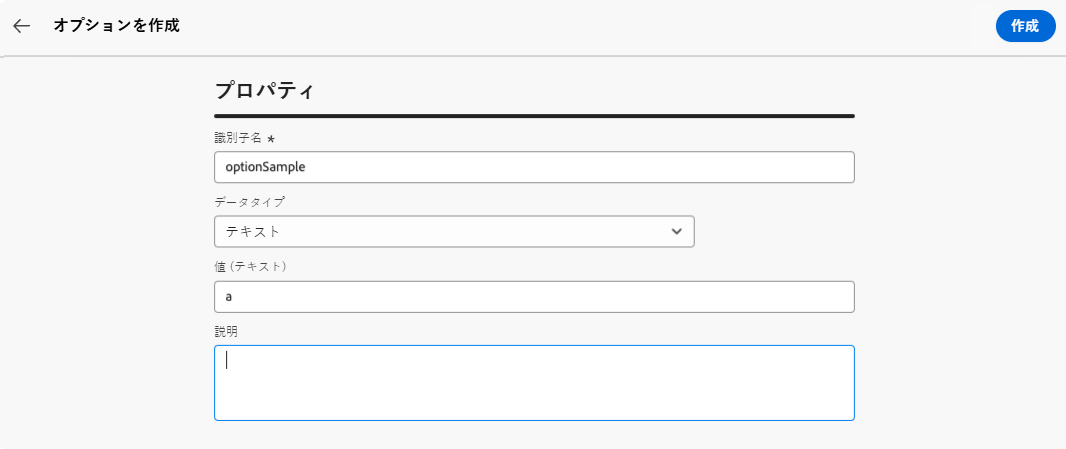 オプションを作成
作成
プロパティ
識別子名 *
optionSample
データタイプ
テキスト
値 (テキスト)
a
説明